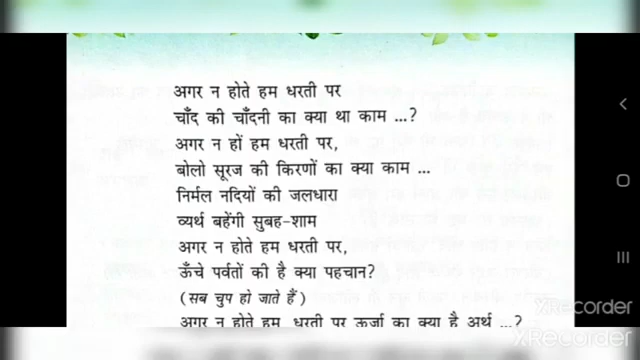 अगर न होते हम धरती पर
चाँद की चाँदनी का क्या था काम ...?
अगर न हों हम धरती पर,
बोलो सूरज की किरणों का क्या काम ...
निर्मल नदियों की जलधारा
व्यर्थ बहेंगी सुबह-शाम
अगर न होते हम धरती पर,
ऊँचे पर्वतों की है क्या पहचान?
(सब चुप हो जाते हैं)
अगर न होते हम धरती पर ऊर्जा का क्या है अर्थ ...?
XRecorder
XRecorder